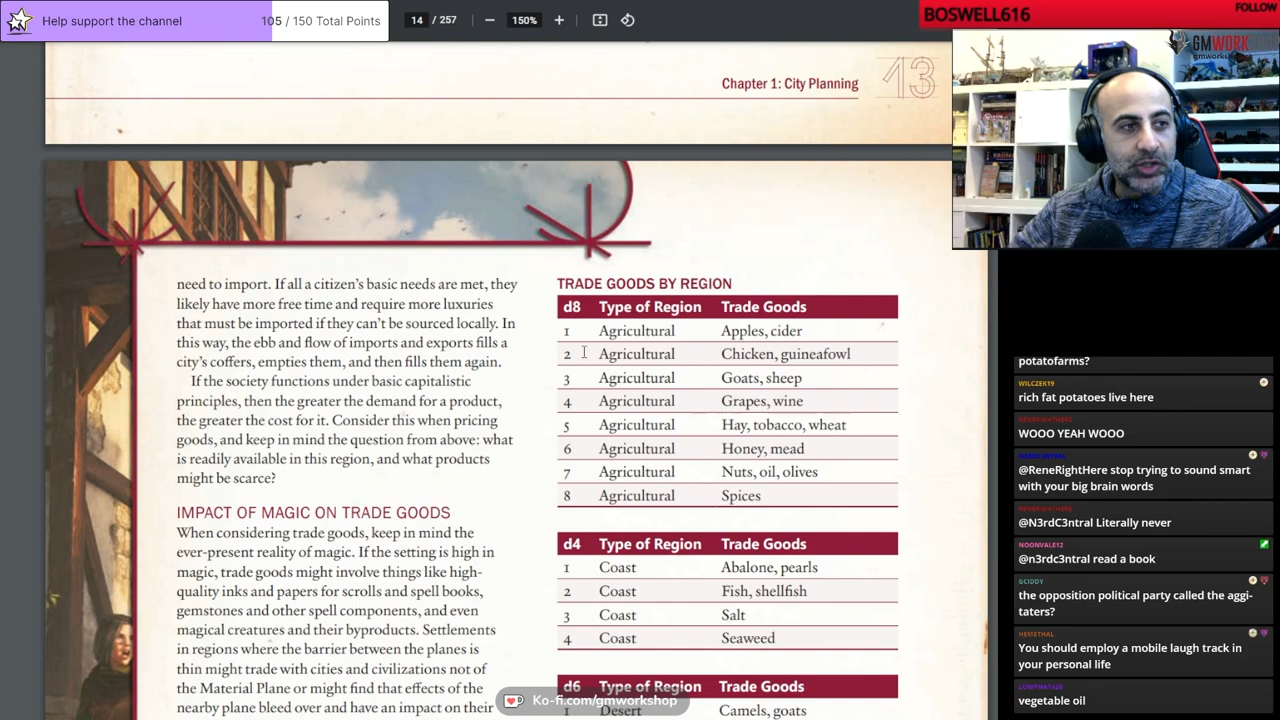 Help support the channel
105 / 150 Total Points
14 / 257
150%
BOSWELL616
FOLLOW
GMWORK
gmworksh
Chapter 1: City Planning
13
need to import. If all a citizen's basic needs are met, they
likely have more free time and require more luxuries
that must be imported if they can't be sourced locally. In
this way, the ebb and flow of imports and exports fills a
city's coffers, empties them, and then fills them again.
If the society functions under basic capitalistic
principles, then the greater the demand for a product,
the greater the cost for it. Consider this when pricing
goods, and keep in mind the question from above: what
is readily available in this region, and what products
might be scarce?
IMPACT OF MAGIC ON TRADE GOODS
When considering trade goods, keep in mind the
ever-present reality of magic. If the setting is high in
magic, trade goods might involve things like high-
quality inks and papers for scrolls and spell books,
gemstones and other spell components, and even
magical creatures and their byproducts. Settlements
in regions where the barrier between the planes is
thin might trade with cities and civilizations not of
the Material Plane or might find that effects of the
nearby plane bleed over and have an impact on their
TRADE GOODS BY REGION
d8 Type of Region Trade Goods
1 Agricultural Apples, cider
2 Agricultural Chicken, guineafowl
3 Agricultural Goats, sheep
4 Agricultural Grapes, wine
5 Agricultural Hay, tobacco, wheat
6 Agricultural Honey, mead
7 Agricultural Nuts, oil, olives
8 Agricultural Spices
d4 Type of Region Trade Goods
1 Coast Abalone, pearls
2 Coast Fish, shellfish
3 Coast Salt
4 Coast Seaweed
d6 Type of Region Trade Goods
1 Desert Camels, goats
Ko-fi.com/gmworkshop
potatofarms?
WILCZEK19
rich fat potatoes live here
RENERIGHTHERE
WOOO YEAH WOOO
N3RDC3NTRAL
@ReneRightHere stop trying to sound smart
with your big brain words
RENERIGHTHERE
@N3rdC3ntral Literally never
NOONVALE12
@n3rdc3ntral read a book
GCIDDY
the opposition political party called the aggi-
taters?
HEMETHAL
You should employ a mobile laugh track in
your personal life
vegetable oil